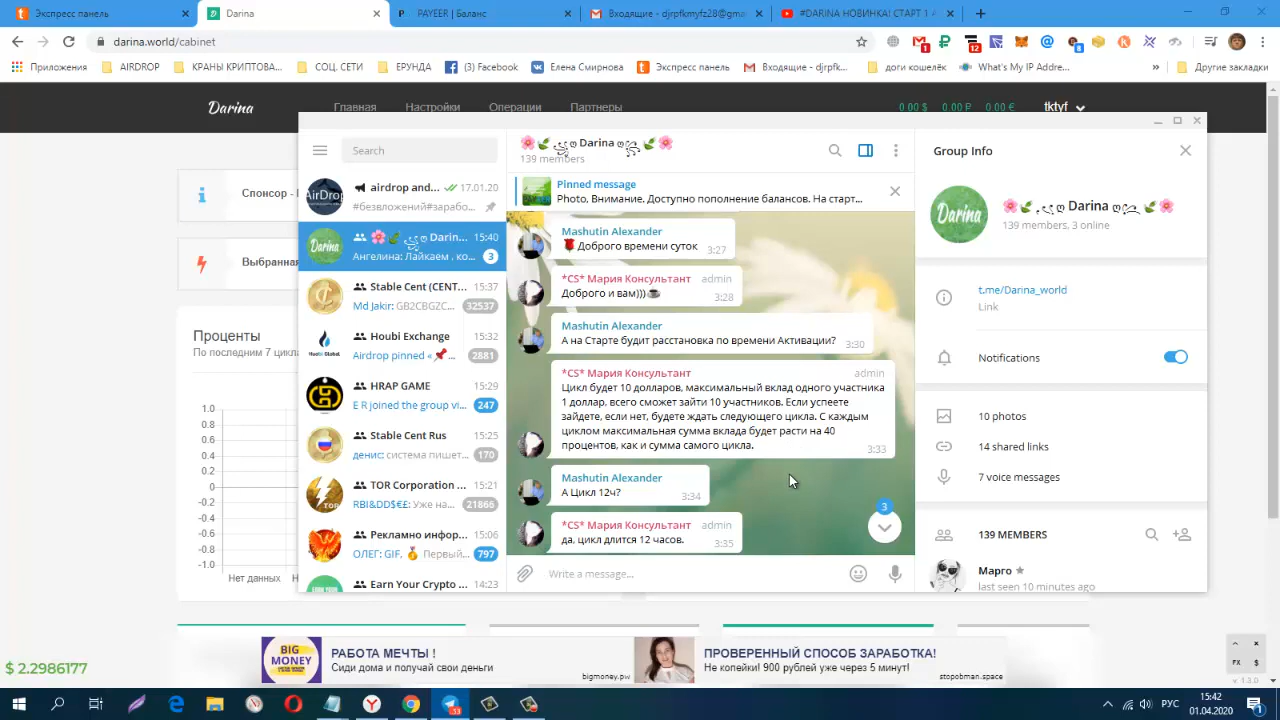 Экспресс панель
Darina
PAYEER | Баланс
Входящие - djrpfkmyfz28@gma
#DARINA НОВИНКА! СТАРТ 1 А
darina.world/cabinet
Приложения
AIRDROP
КРАНЫ КРИПТОВА...
СОЦ. СЕТИ
ЕРУНДА
(3) Facebook
Елена Смирнова
Экспресс панель
Входящие - djrpfk...
доги кошелёк
What's My IP Addre...
Другие закладки
Darina
Главная
Настройки
Операции
Партнеры
0.00 $ 0.00 ₽ 0.00 €
tktyf
Спонсор -
Выбранная
Проценты
По последним 7 цикла
1.0
0.8
0.6
0.4
0.2
0
-0.2
-0.4
-0.6
-0.8
-1.0
Нет данных
Search
airdrop and... 17.01.20
#безвложений#зарабо...
Darin... 15:40
Ангелина: Лайкаем , ко... 3
Stable Cent (CENT... 15:37
Md Jakir: GB2CBGZC... 32537
Houbi Exchange 15:32
Airdrop pinned «📌... 2881
HRAP GAME 15:29
E R joined the group vi... 247
Stable Cent Rus 15:25
денис: система пишет... 170
TOR Corporation ... 15:21
RBI&DD$€££: Уже на... 21866
Рекламно инфор... 15:06
ОЛЕГ: GIF, 🥇 Первый... 797
Earn Your Crypto ... 14:23
🌸🍃 Darina 🍃🌸
139 members
Pinned message
Photo, Внимание. Доступно пополнение балансов. На старт...
Mashutin Alexander
🌹Доброго времени суток 3:27
*CS* Мария Консультант admin
Доброго и вам)))☕ 3:28
Mashutin Alexander
А на Старте будит расстановка по времени Активации? 3:30
*CS* Мария Консультант admin
Цикл будет 10 долларов, максимальный вклад одного участника
1 доллар, всего сможет зайти 10 участников. Если успеете
зайдете, если нет, будете ждать следующего цикла. С каждым
циклом максимальная сумма вклада будет расти на 40
процентов, как и сумма самого цикла. 3:33
Mashutin Alexander
А Цикл 12ч? 3:34
*CS* Мария Консультант admin
да, цикл длится 12 часов. 3:35
3
Write a message...
Group Info
Darina
🌸🍃 Darina 🍃🌸
139 members, 3 online
t.me/Darina_world
Link
Notifications
10 photos
14 shared links
7 voice messages
139 MEMBERS
Марго ★
last seen 10 minutes ago
$ 2.2986177
BIG
MONEY
РАБОТА МЕЧТЫ !
Сиди дома и получай свои деньги
bigmoney.pw
ПРОВЕРЕННЫЙ СПОСОБ ЗАРАБОТКА!
Не копейки! 900 рублей уже через 5 минут!
stopobman.space
PX $
v 1.3.0
РУС
15:42
01.04.2020